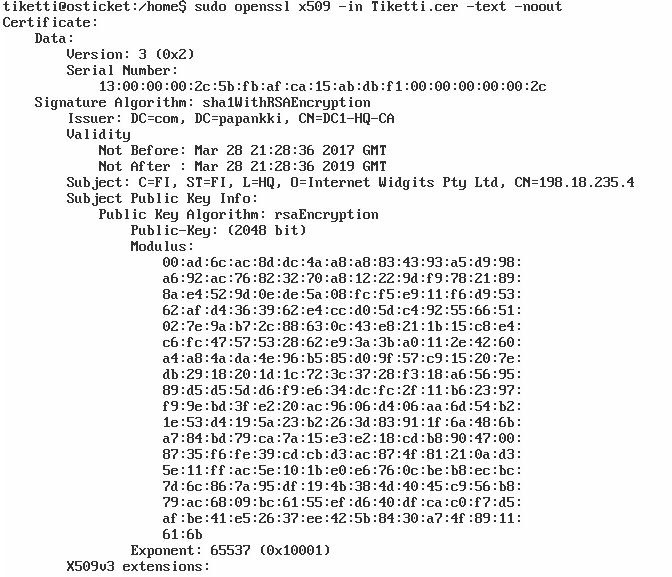 tiketti@osticket:/home$ sudo openssl x509 -in Tiketti.cer -text -noout
Certificate:
Data:
Version: 3 (0x2)
Serial Number:
13:00:00:00:2c:5b:fb:af:ca:15:ab:db:f1:00:00:00:00:00:2c
Signature Algorithm: sha1WithRSAEncryption
Issuer: DC=com, DC=papankki, CN=DC1-HQ-CA
Validity
Not Before: Mar 28 21:28:36 2017 GMT
Not After : Mar 28 21:28:36 2019 GMT
Subject: C=FI, ST=FI, L=HQ, O=Internet Widgits Pty Ltd, CN=198.18.235.4
Subject Public Key Info:
Public Key Algorithm: rsaEncryption
Public-Key: (2048 bit)
Modulus:
00:ad:6c:ac:8d:dc:4a:a8:a8:83:43:93:a5:d9:98:
a6:92:ac:76:82:32:70:a8:12:22:9d:f9:78:21:89:
8a:e4:52:9d:0e:de:5a:08:fc:f5:e9:11:f6:d9:53:
62:af:d4:36:39:62:e4:cc:d0:5d:c4:92:55:66:51:
02:7e:9a:b7:2c:88:63:0c:43:e8:21:1b:15:c8:e4:
c6:fc:47:57:53:28:62:e9:3a:3b:a0:11:2e:42:60:
a4:a8:4a:da:4e:96:b5:85:d0:9f:57:c9:15:20:7e:
db:29:18:20:1d:1c:72:3c:37:28:f3:18:a6:56:95:
89:d5:d5:5d:d6:f9:e6:34:dc:fc:2f:11:b6:23:97:
f9:9e:bd:3f:e2:20:ac:96:06:d4:06:aa:6d:54:b2:
1e:53:d4:19:5a:23:b2:26:3d:83:91:1f:6a:48:6b:
a7:84:bd:79:ca:7a:15:e3:e2:18:cd:b8:90:47:00:
87:35:f6:fe:39:cd:cb:d3:ac:87:4f:81:21:0a:d3:
5e:11:ff:ac:5e:10:1b:e0:e6:76:0c:be:b8:ec:bc:
7d:6c:86:7a:95:df:19:4b:38:4d:40:45:c9:56:b8:
79:ac:68:09:bc:61:55:ef:d6:40:df:ca:c0:f7:d5:
af:be:41:e5:26:37:ee:42:5b:84:30:a7:4f:89:11:
61:6b
Exponent: 65537 (0x10001)
X509v3 extensions: